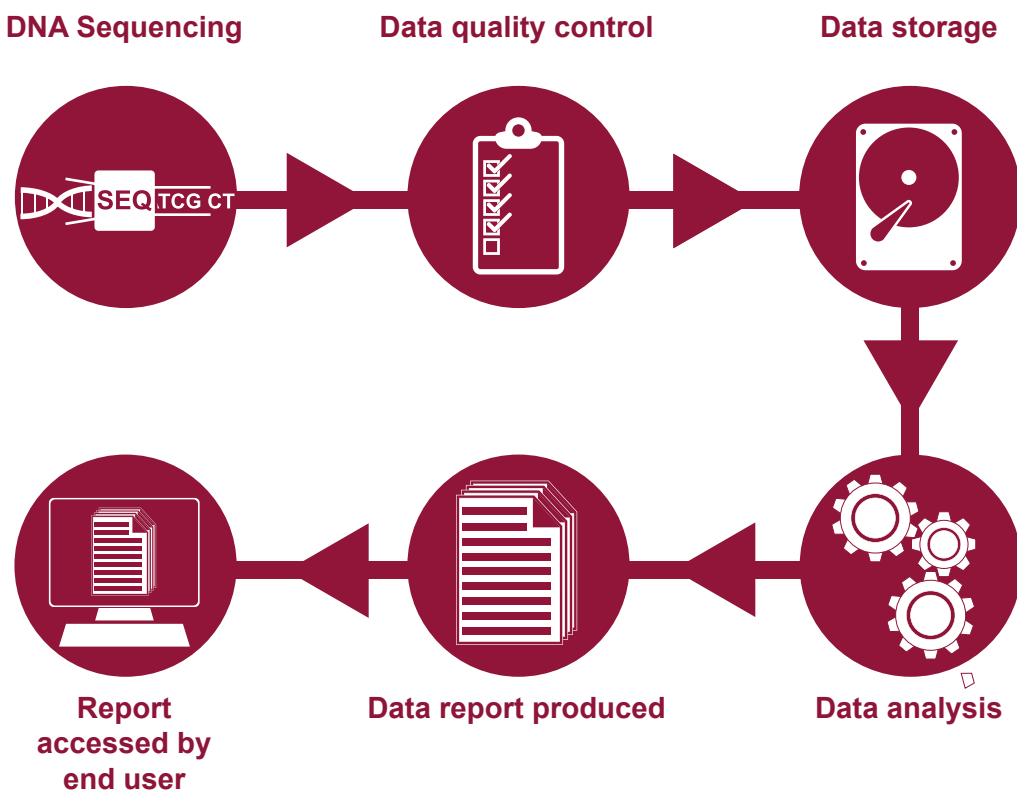 DNA Sequencing
Data quality control
Data storage
SEQ
TCG CT
Report
accessed by
end user
Data report produced
Data analysis